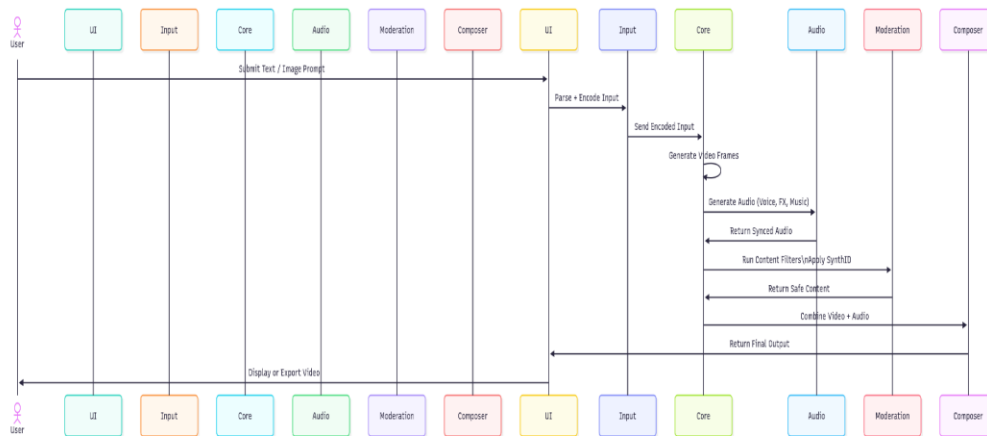 User
UI
Input
Core
Audio
Moderation
Composer
UI
Input
Core
Audio
Moderation
Composer
Submit Text / Image Prompt
Parse + Encode Input
Send Encoded Input
Generate Video Frames
Generate Audio (Voice, FX, Music)
Return Synced Audio
Run Content Filters\nApply SynthID
Return Safe Content
Combine Video + Audio
Return Final Output
Display or Export Video
User
UI
Input
Core
Audio
Moderation
Composer
UI
Input
Core
Audio
Moderation
Composer